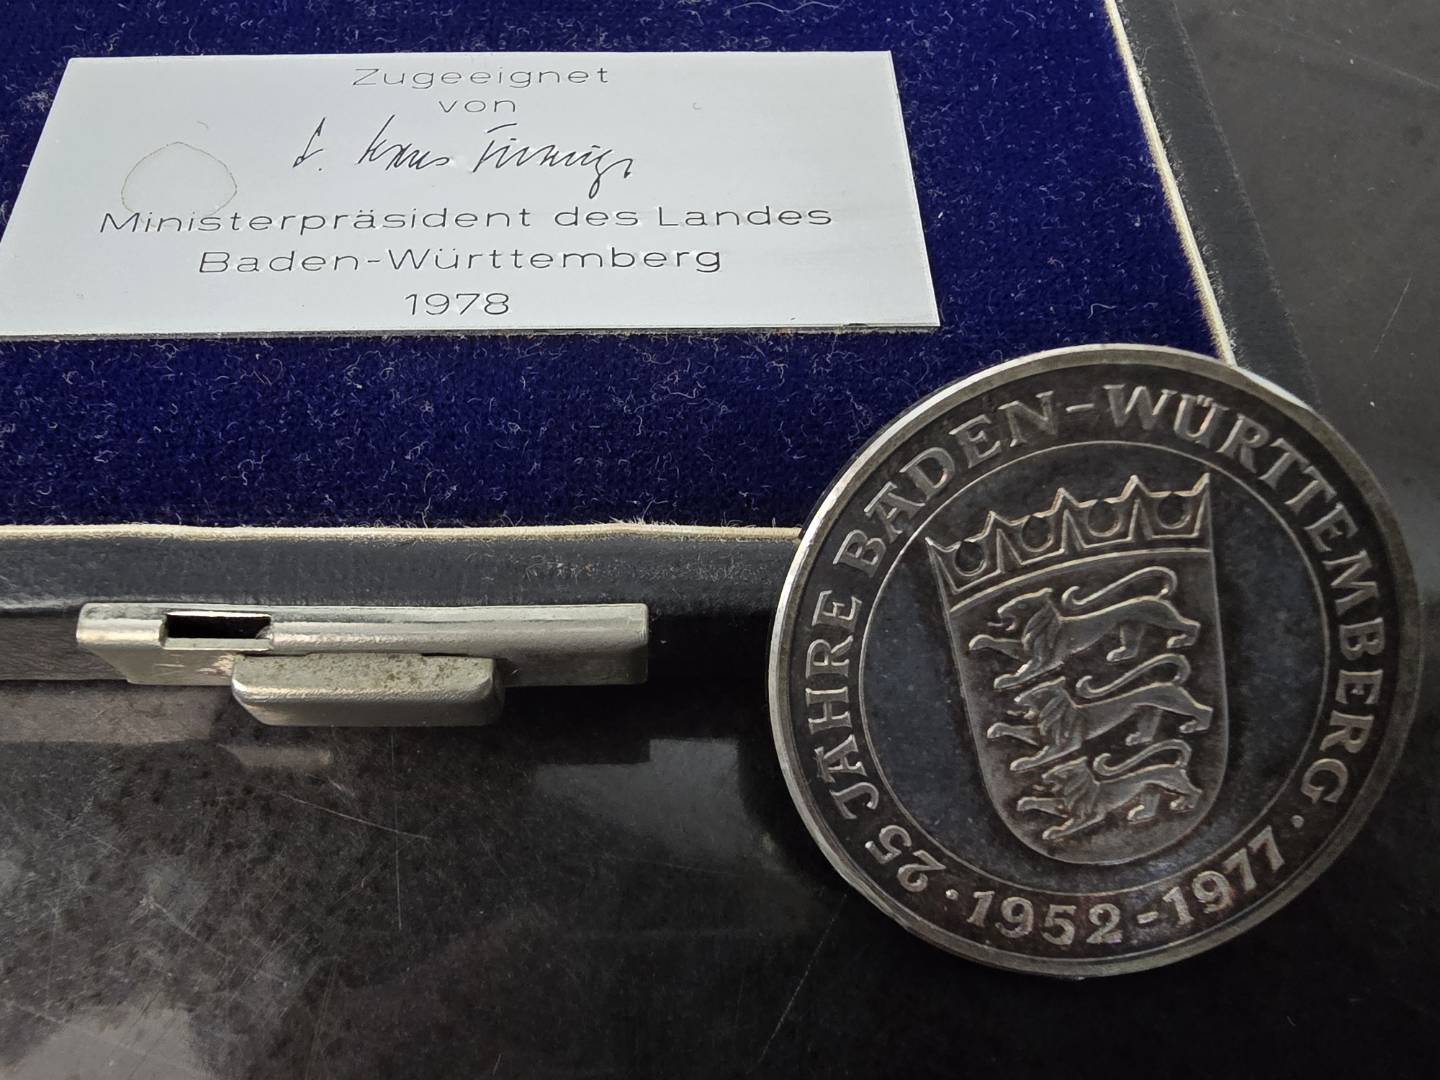 Zugeeignet
von
Ministerpräsident des Landes
Baden-Württemberg
1978
25 JAHRE BADEN-WÜRTTEMBERG · 1952-1977 ·